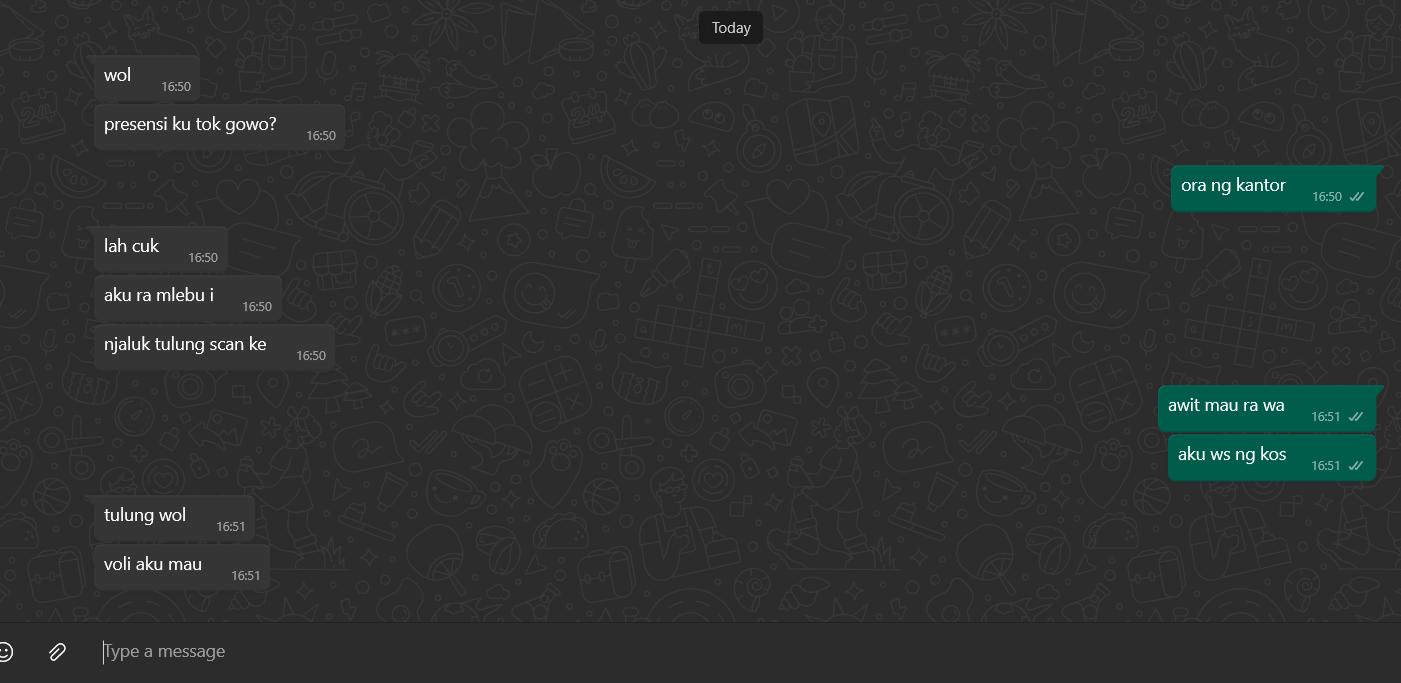 Today
wol
16:50
presensi ku tok gowo?
16:50
ora ng kantor
16:50
lah cuk
16:50
aku ra mlebu i
16:50
njaluk tulung scan ke
16:50
awit mau ra wa
16:51
aku ws ng kos
16:51
tulung wol
16:51
voli aku mau
16:51
Type a message